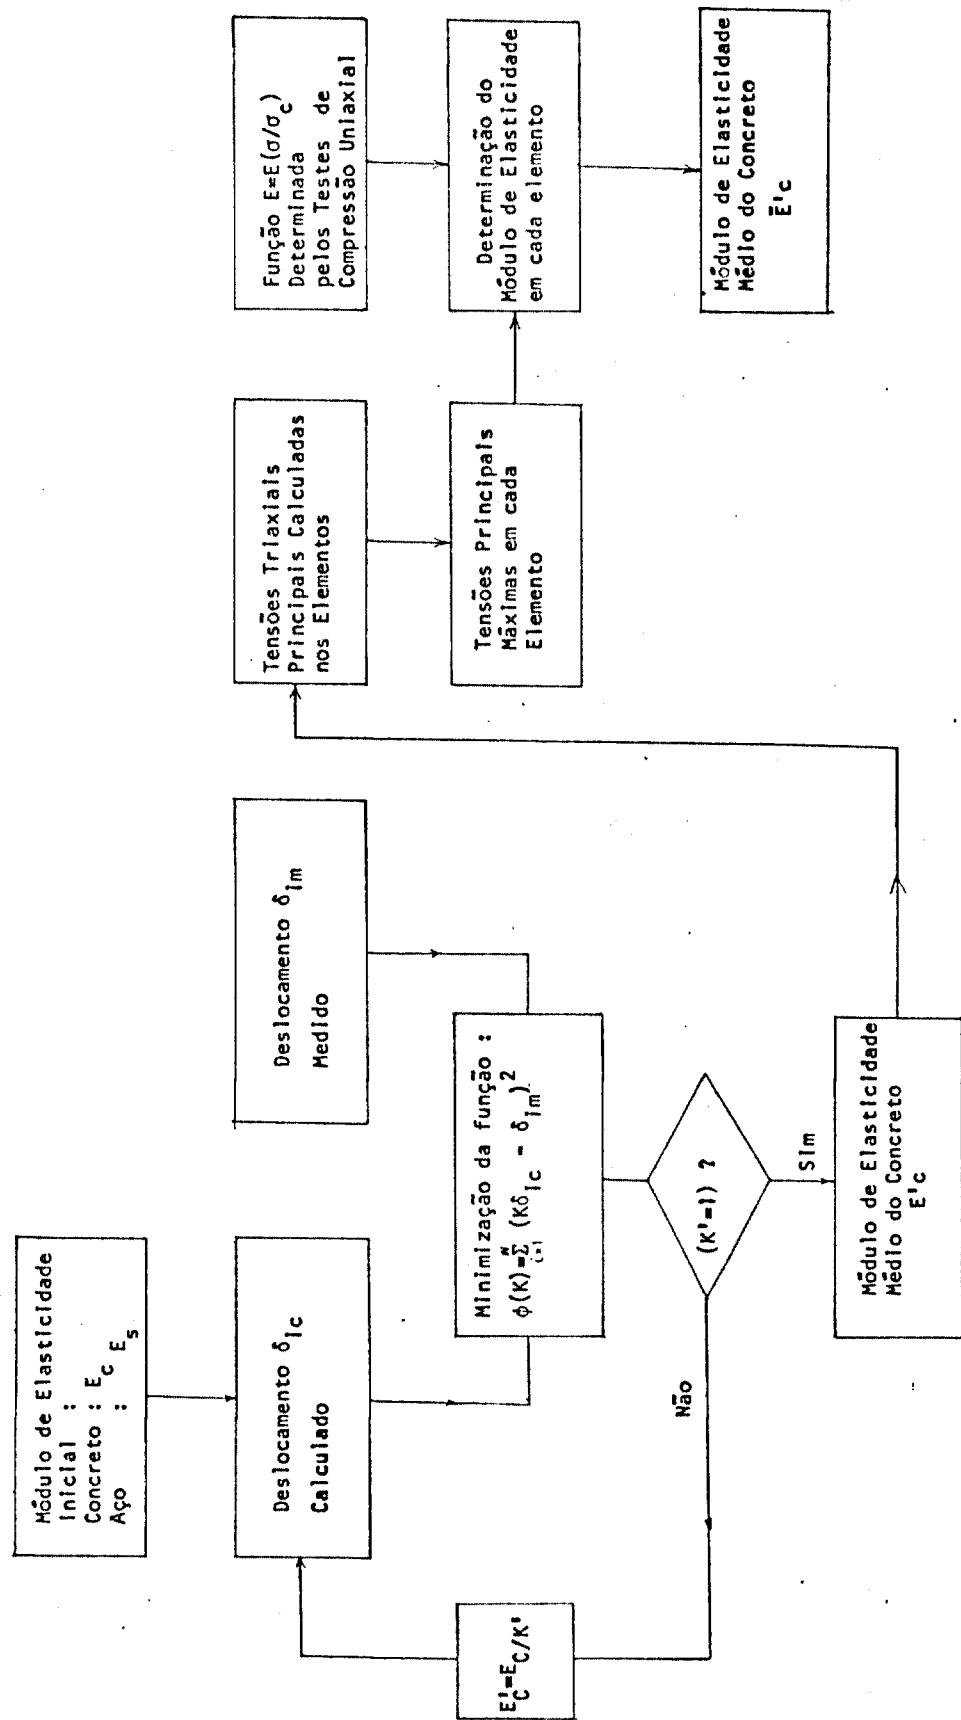 Módulo de Elasticidade
Inicial :
Concreto : E_c
Aço : E_s
Deslocamento δ_ic
Calculado
Deslocamento δ_im
Medido
Minimização da função :
φ(K)=Σ_{i=1}^{N} (Kδ_ic - δ_im)²
(K'=1) ?
Não
Sim
E'_C=E_C/K'
Módulo de Elasticidade
Médio do Concreto
E'c
Tensões Triaxiais
Principais Calculadas
nos Elementos
Tensões Principais
Máximas em cada
Elemento
Função E=E(σ/σ_c)
Determinada
pelos Testes de
Compressão Uniaxial
Determinação do
Módulo de Elasticidade
em cada elemento
Módulo de Elasticidade
Médio do Concreto
Ē'c